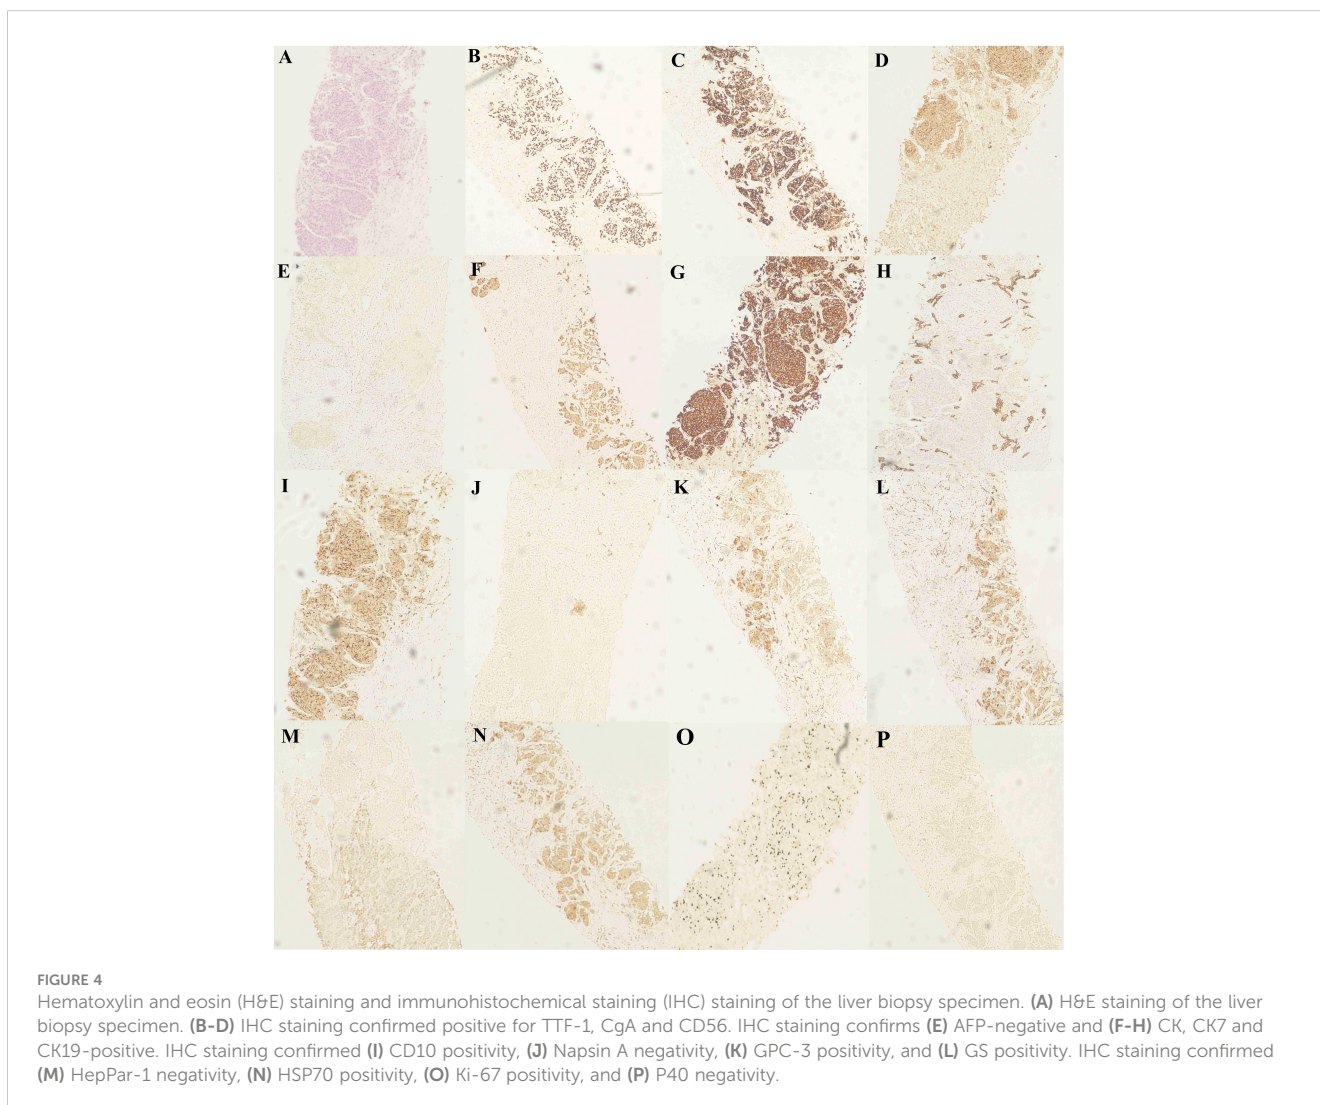 A
B
C
D
E
F
G
H
I
J
K
L
M
N
O
P
FIGURE 4
Hematoxylin and eosin (H&E) staining and immunohistochemical staining (IHC) staining of the liver biopsy specimen. (A) H&E staining of the liver
biopsy specimen. (B-D) IHC staining confirmed positive for TTF-1, CgA and CD56. IHC staining confirms (E) AFP-negative and (F-H) CK, CK7 and
CK19-positive. IHC staining confirmed (I) CD10 positivity, (J) Napsin A negativity, (K) GPC-3 positivity, and (L) GS positivity. IHC staining confirmed
(M) HepPar-1 negativity, (N) HSP70 positivity, (O) Ki-67 positivity, and (P) P40 negativity.